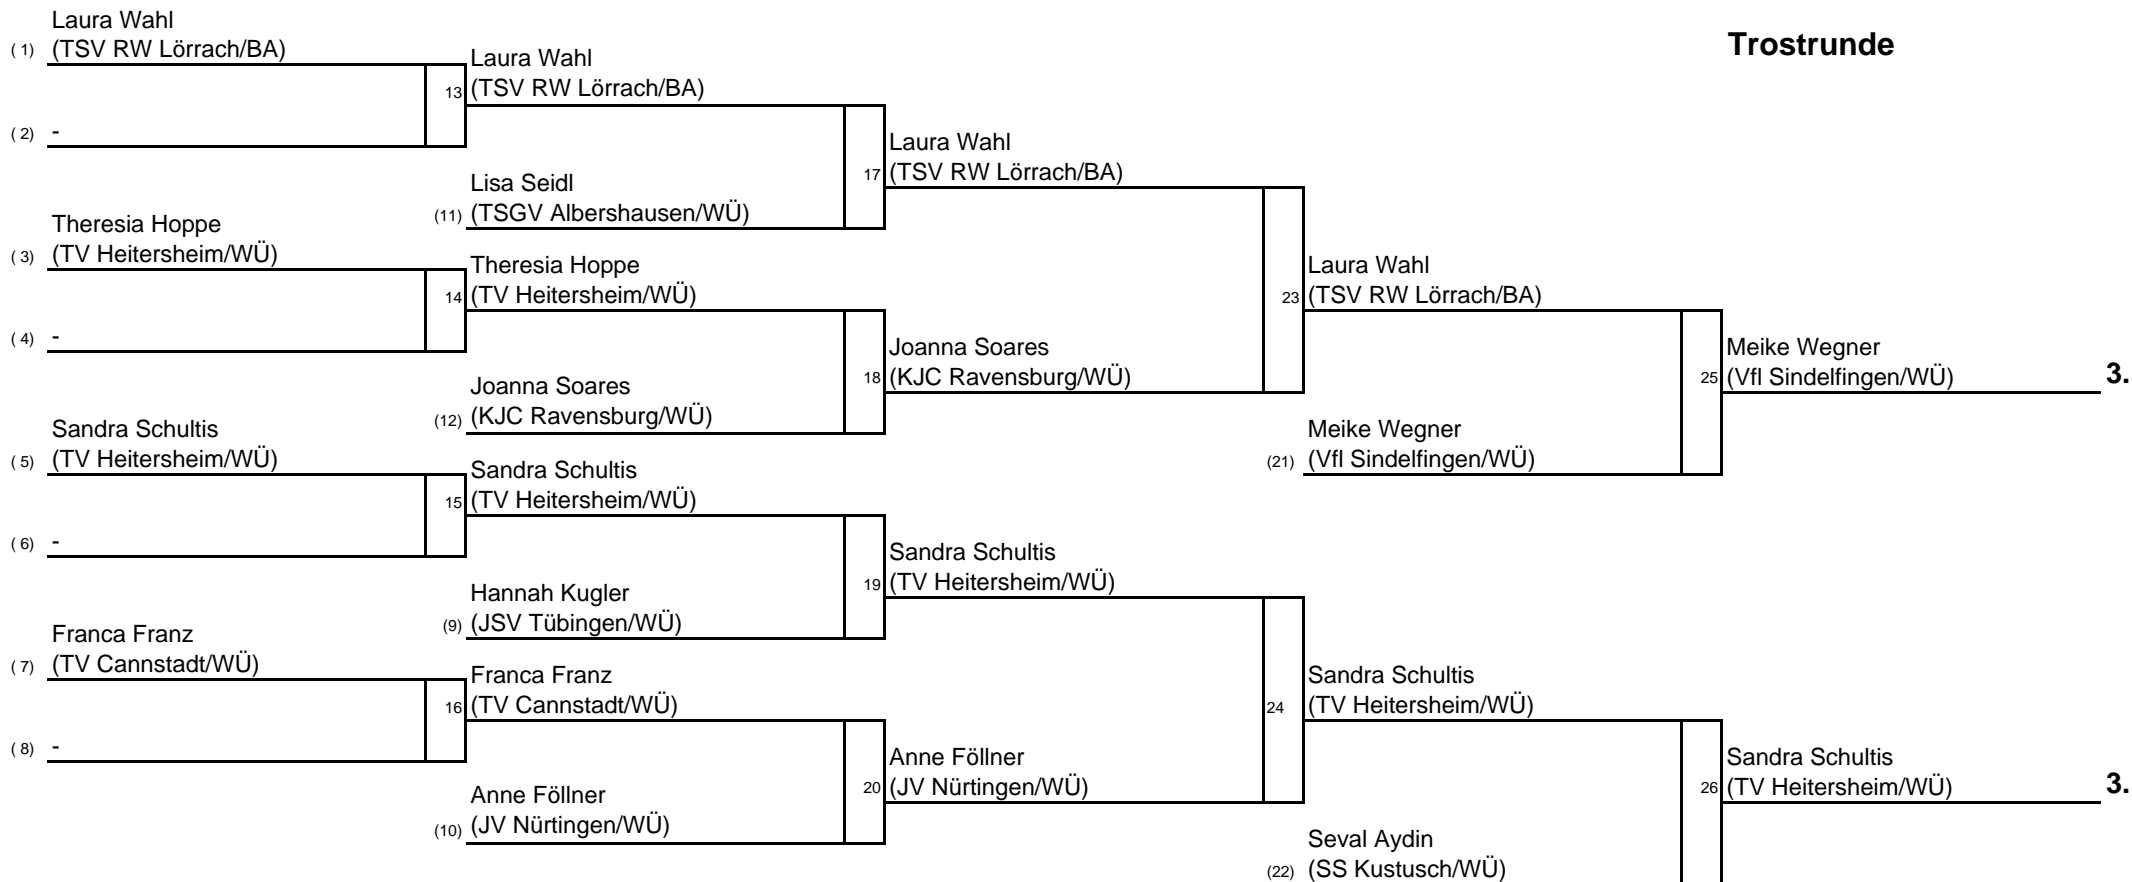 Trostrunde
Laura Wahl
( 1) (TSV RW Lörrach/BA)
( 2) -
Theresia Hoppe
( 3) (TV Heitersheim/WÜ)
( 4) -
Sandra Schultis
( 5) (TV Heitersheim/WÜ)
( 6) -
Franca Franz
( 7) (TV Cannstadt/WÜ)
( 8) -
Laura Wahl
13 (TSV RW Lörrach/BA)
Lisa Seidl
(11) (TSGV Albershausen/WÜ)
Theresia Hoppe
14 (TV Heitersheim/WÜ)
Joanna Soares
(12) (KJC Ravensburg/WÜ)
Sandra Schultis
15 (TV Heitersheim/WÜ)
Hannah Kugler
(9) (JSV Tübingen/WÜ)
Franca Franz
16 (TV Cannstadt/WÜ)
Anne Föllner
(10) (JV Nürtingen/WÜ)
Laura Wahl
17 (TSV RW Lörrach/BA)
Joanna Soares
18 (KJC Ravensburg/WÜ)
Sandra Schultis
19 (TV Heitersheim/WÜ)
Anne Föllner
20 (JV Nürtingen/WÜ)
Laura Wahl
23 (TSV RW Lörrach/BA)
Meike Wegner
(21) (Vfl Sindelfingen/WÜ)
Sandra Schultis
24 (TV Heitersheim/WÜ)
Seval Aydin
(22) (SS Kustusch/WÜ)
Meike Wegner
25 (Vfl Sindelfingen/WÜ) 3.
Sandra Schultis
26 (TV Heitersheim/WÜ) 3.